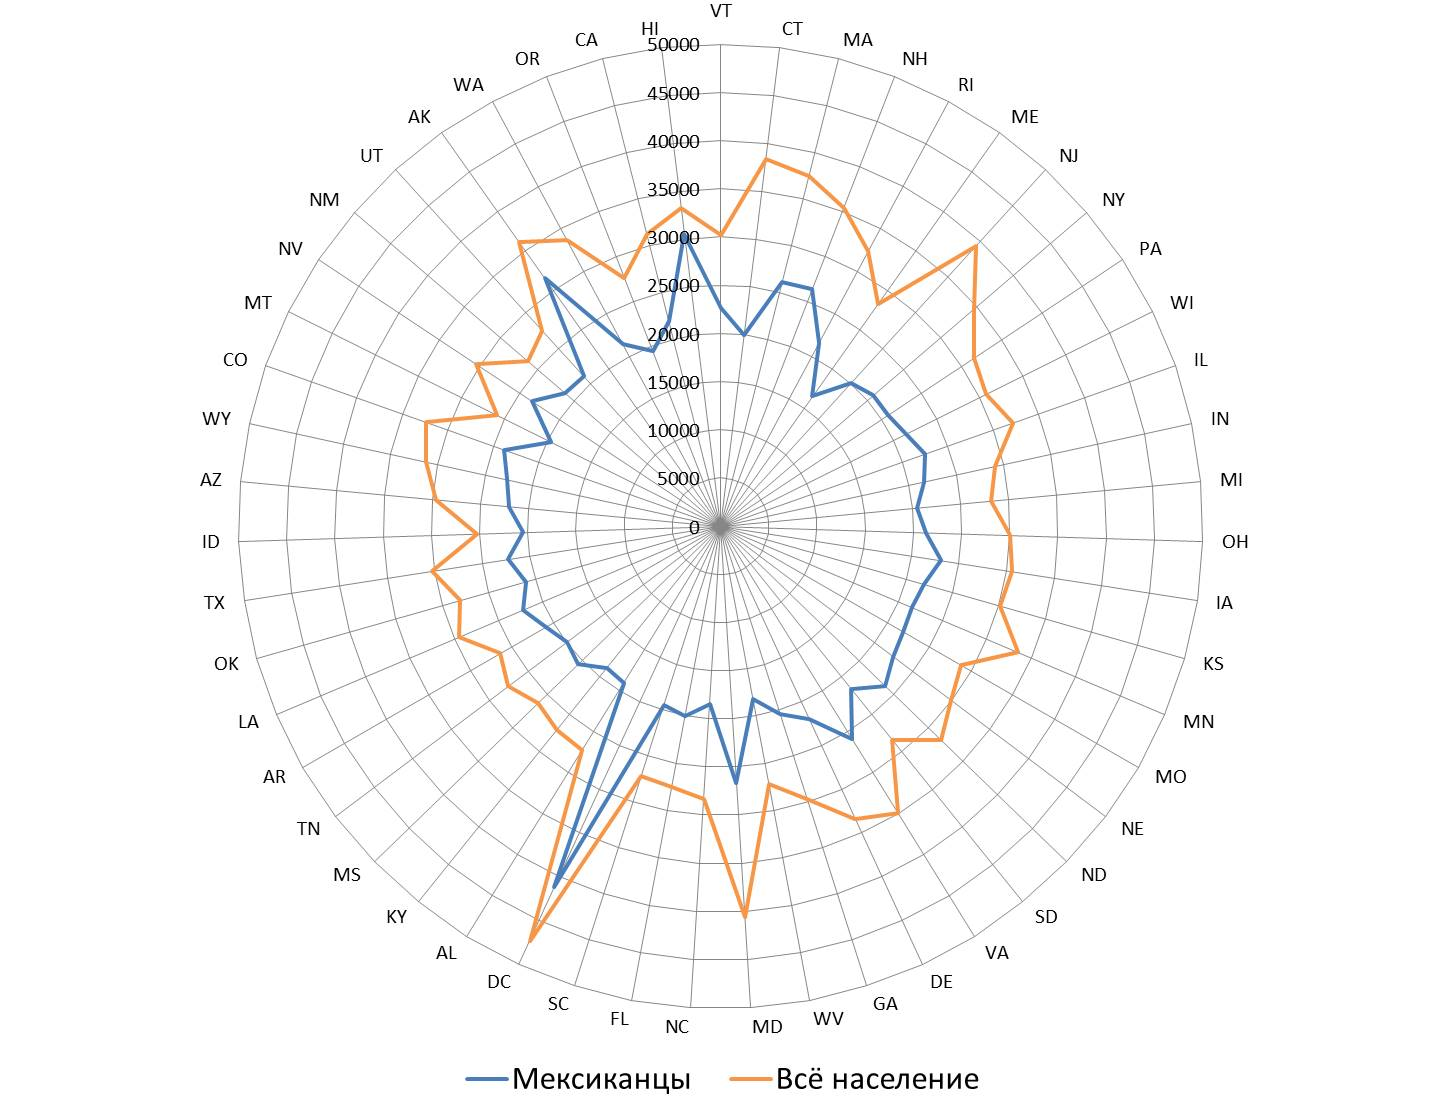 VT
CT
MA
NH
RI
ME
NJ
NY
PA
WI
IL
IN
MI
OH
IA
KS
MN
MO
NE
ND
SD
VA
DE
GA
WV
MD
NC
FL
SC
DC
AL
KY
MS
TN
AR
LA
OK
TX
ID
AZ
WY
CO
MT
NV
NM
UT
AK
WA
OR
CA
HI
50000
45000
40000
35000
30000
25000
20000
15000
10000
5000
0
Мексиканцы Всё население